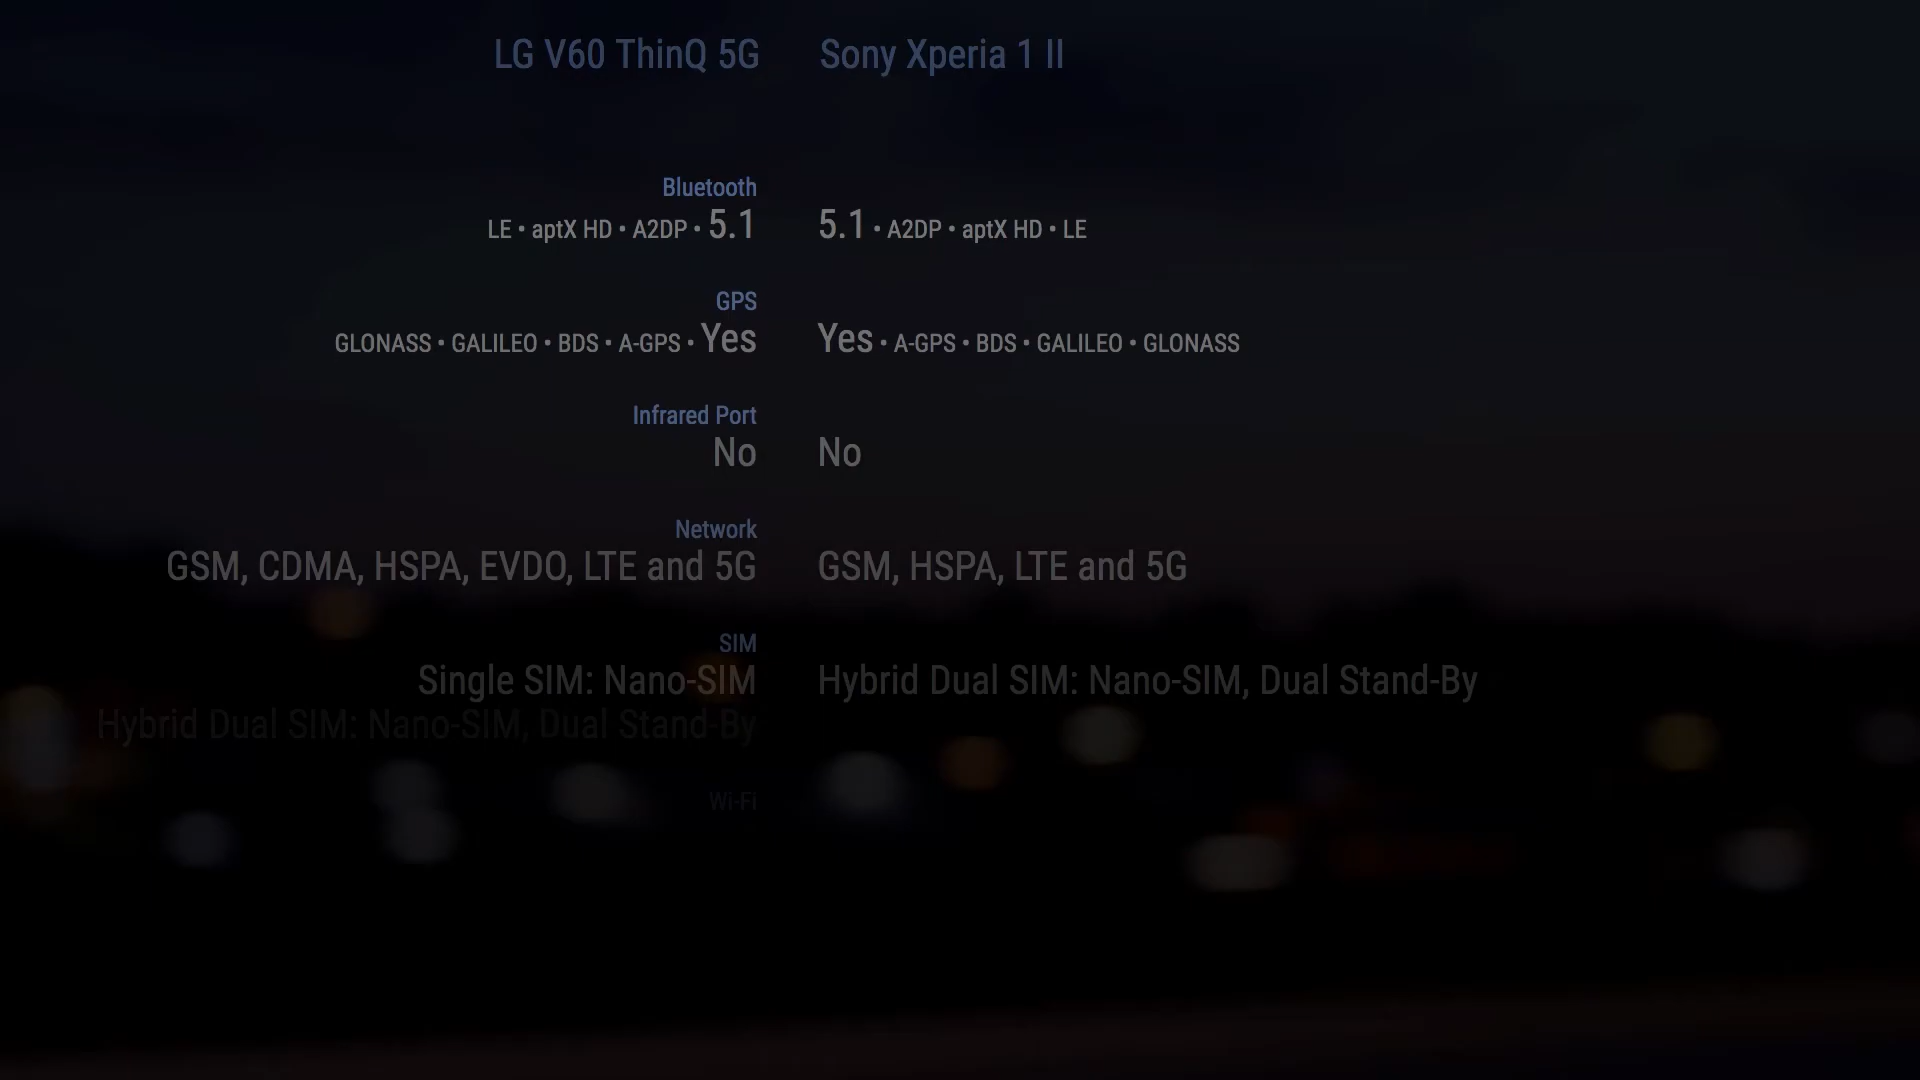 LG V60 ThinQ 5G Sony Xperia 1 II
Bluetooth
LE • aptX HD • A2DP • 5.1 5.1 • A2DP • aptX HD • LE
GPS
GLONASS • GALILEO • BDS • A-GPS • Yes Yes • A-GPS • BDS • GALILEO • GLONASS
Infrared Port
No No
Network
GSM, CDMA, HSPA, EVDO, LTE and 5G GSM, HSPA, LTE and 5G
SIM
Single SIM: Nano-SIM Hybrid Dual SIM: Nano-SIM, Dual Stand-By
Hybrid Dual SIM: Nano-SIM, Dual Stand-By
Wi-Fi